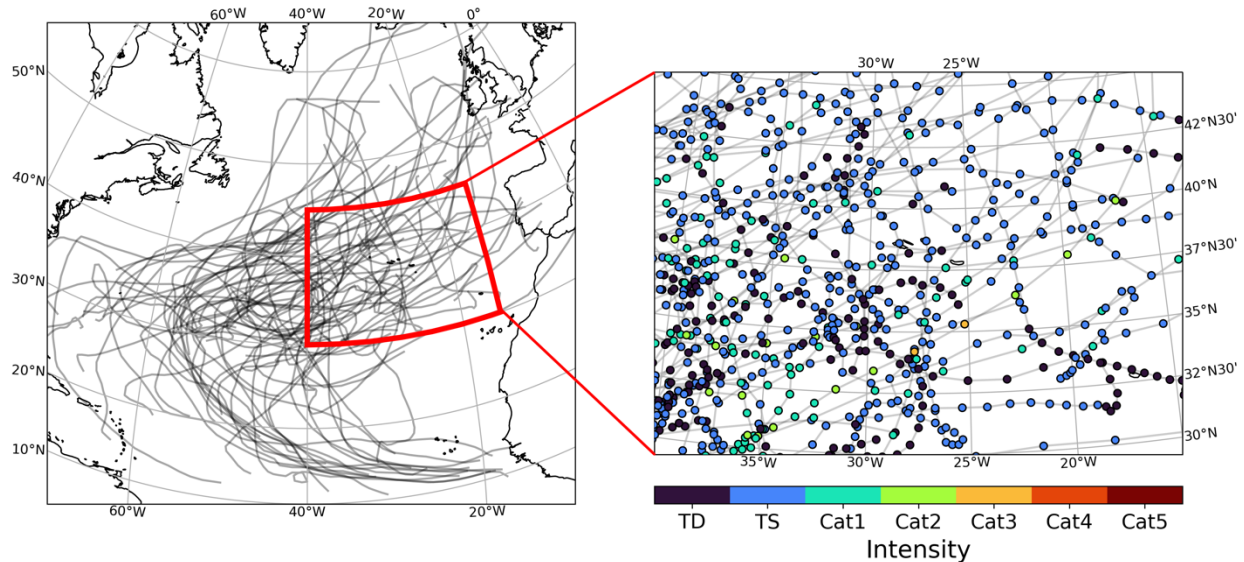 60°W 40°W 20°W 0°
50°N
40°N
30°N
20°N
10°N
60°W 40°W 20°W
30°W 25°W
42°N30'
40°N
37°N30'
35°N
32°N30'
30°N
35°W 30°W 25°W 20°W
TD TS Cat1 Cat2 Cat3 Cat4 Cat5
Intensity